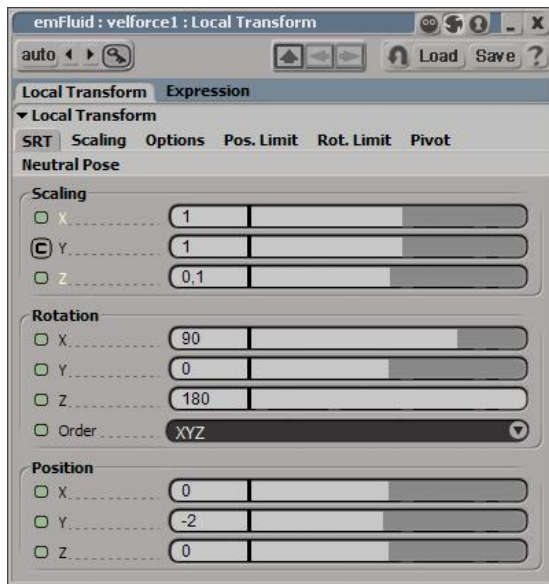 emFluid : velforce1 : Local Transform
auto Load Save ?
Local Transform Expression
Local Transform
SRT Scaling Options Pos. Limit Rot. Limit Pivot
Neutral Pose
Scaling
X 1
C Y 1
Z 0,1
Rotation
X 90
Y 0
Z 180
Order XYZ
Position
X 0
Y -2
Z 0